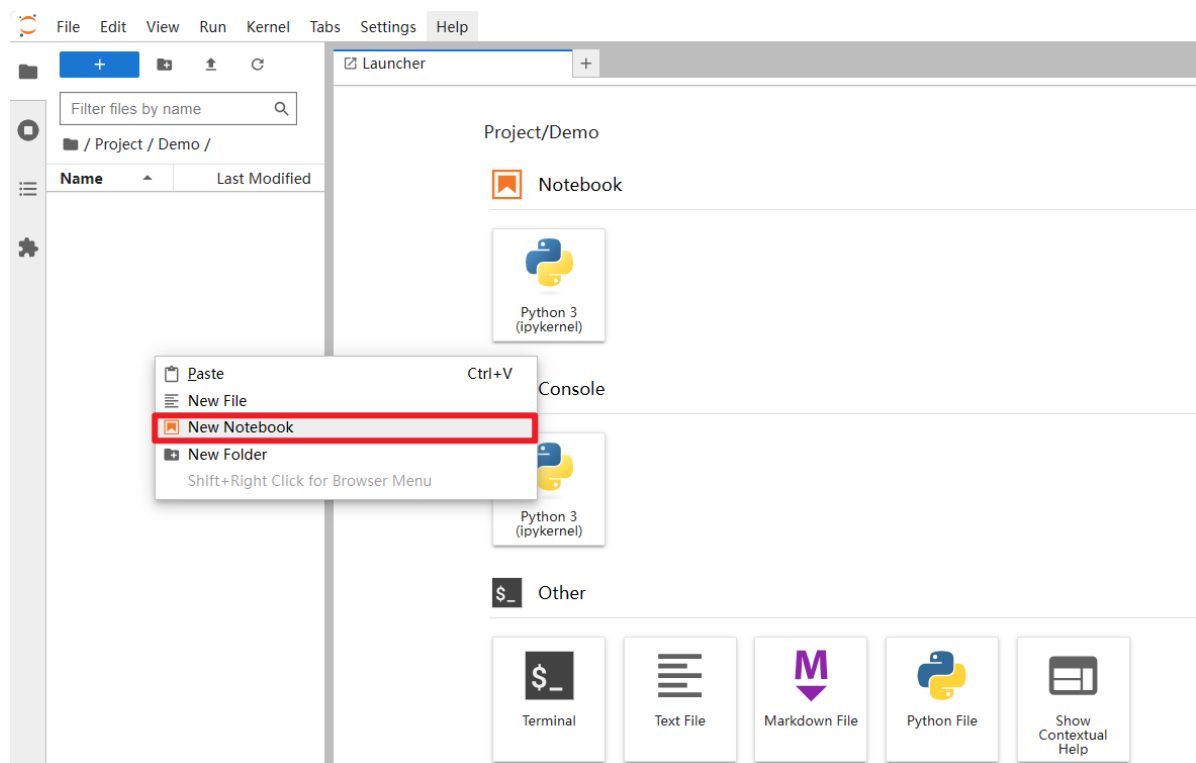 File Edit View Run Kernel Tabs Settings Help
+
Launcher
+
Filter files by name
/ Project / Demo /
Name Last Modified
Project/Demo
Notebook
Python 3
(ipykernel)
Paste Ctrl+V
New File
New Notebook
New Folder
Shift+Right Click for Browser Menu
Console
Python 3
(ipykernel)
$_ Other
$_
Terminal
Text File
M
Markdown File
Python File
Show
Contextual
Help